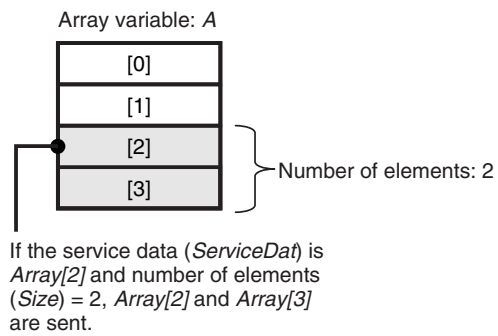 Array variable: A
[0]
[1]
[2]
[3]
Number of elements: 2
If the service data (ServiceDat) is
Array[2] and number of elements
(Size) = 2, Array[2] and Array[3]
are sent.